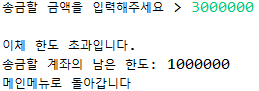 송금할 금액을 입력해주세요 > 3000000
이체 한도 초과입니다.
송금할 계좌의 남은 한도: 1000000
메인메뉴로 돌아갑니다